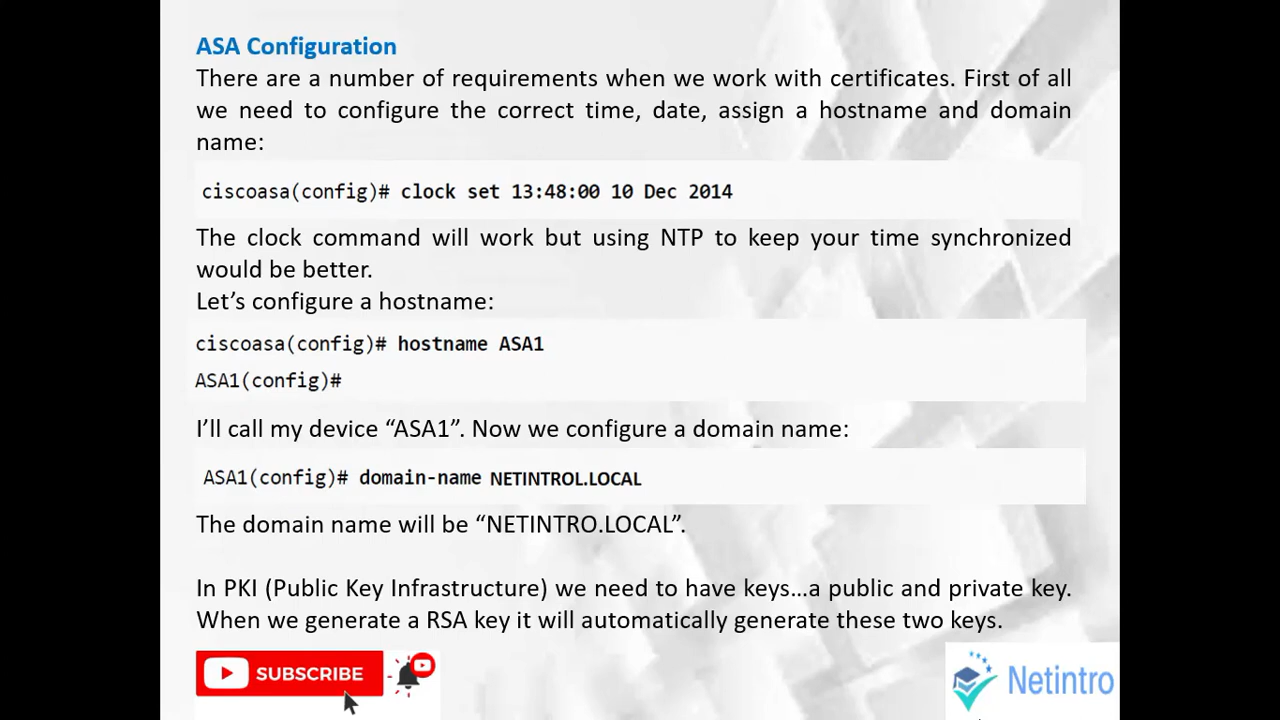 ASA Configuration
There are a number of requirements when we work with certificates. First of all
we need to configure the correct time, date, assign a hostname and domain
name:
ciscoasa(config)# clock set 13:48:00 10 Dec 2014
The clock command will work but using NTP to keep your time synchronized
would be better.
Let’s configure a hostname:
ciscoasa(config)# hostname ASA1
ASA1(config)#
I’ll call my device “ASA1”. Now we configure a domain name:
ASA1(config)# domain-name NETINTROL.LOCAL
The domain name will be “NETINTRO.LOCAL”.
In PKI (Public Key Infrastructure) we need to have keys…a public and private key.
When we generate a RSA key it will automatically generate these two keys.
SUBSCRIBE
Netintro